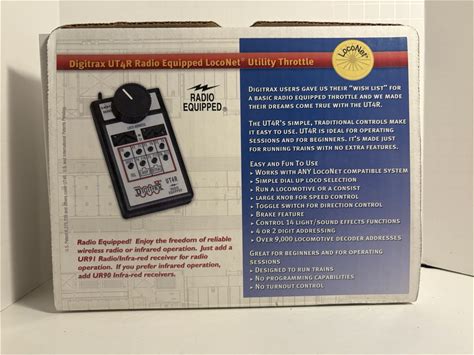 Digitrax UT4R Radio Equipped LocoNet® Utility Throttle
LocoNet®
RADIO
EQUIPPED®
UT4R
Digitrax users gave us their "wish list" for
a basic radio equipped throttle and we made
their dreams come true with the UT4R.
The UT4R's simple, traditional controls make
it easy to use. UT4R is ideal for operating
sessions and for beginners. It's made just
for running trains with no extra features.
Easy and Fun To Use
Works with ANY LocoNet compatible system
Simple dial up loco selection
Run a locomotive or a consist
Large knob for speed control
Toggle switch for direction control
Brake feature
Control 14 light/sound effects functions
4 or 2 digit addressing
Over 9,000 locomotive decoder addresses
Great for beginners and for operating
sessions
Designed to run trains
No programming capabilities
No turnout control
Radio Equipped! Enjoy the freedom of reliable
wireless radio or infrared operation. Just add a
UR91 Radio/Infra-red receiver for radio
operation. If you prefer infrared operation,
add UR90 Infra-red receiver.